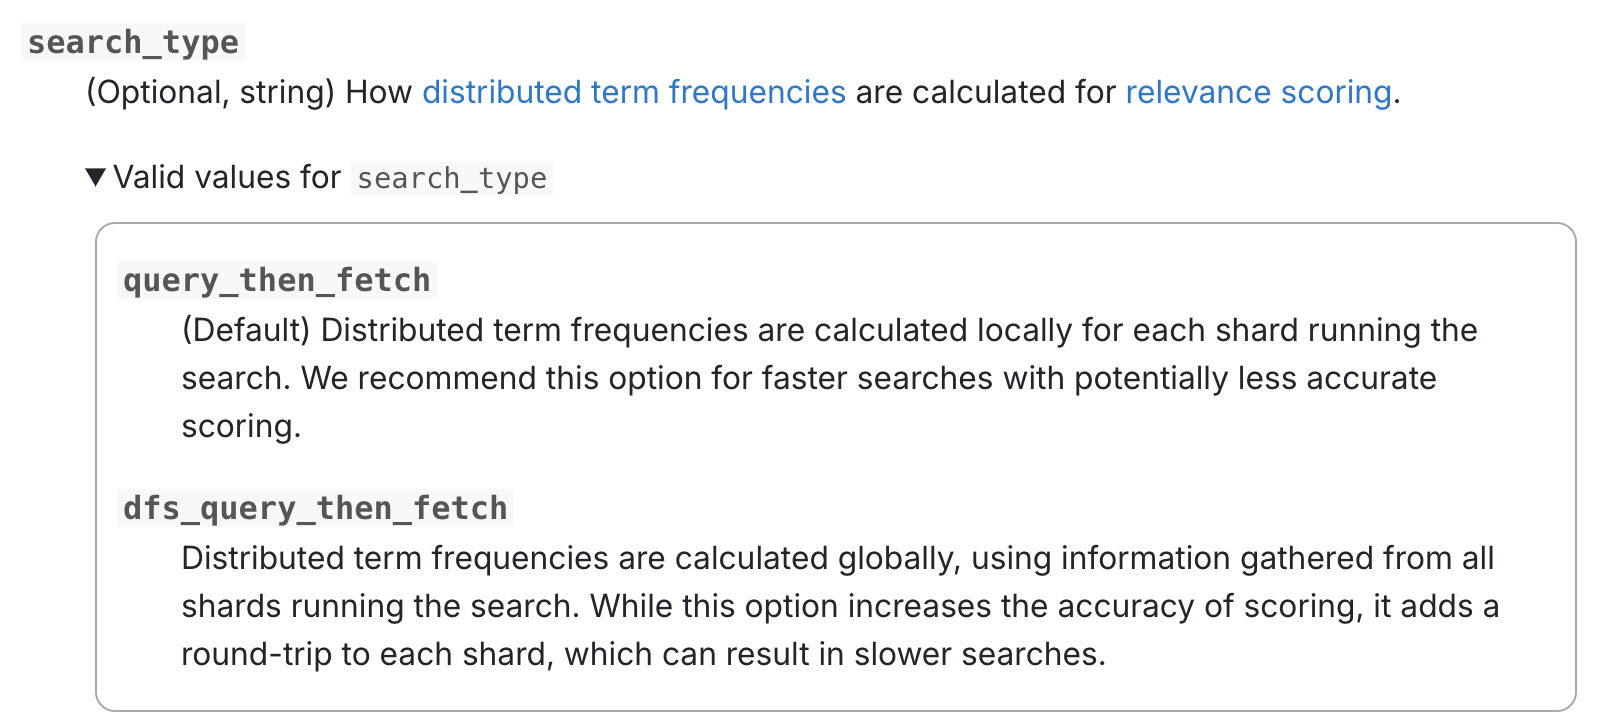 search_type
(Optional, string) How distributed term frequencies are calculated for relevance scoring.
▼ Valid values for search_type
query_then_fetch
(Default) Distributed term frequencies are calculated locally for each shard running the
search. We recommend this option for faster searches with potentially less accurate
scoring.
dfs_query_then_fetch
Distributed term frequencies are calculated globally, using information gathered from all
shards running the search. While this option increases the accuracy of scoring, it adds a
round-trip to each shard, which can result in slower searches.